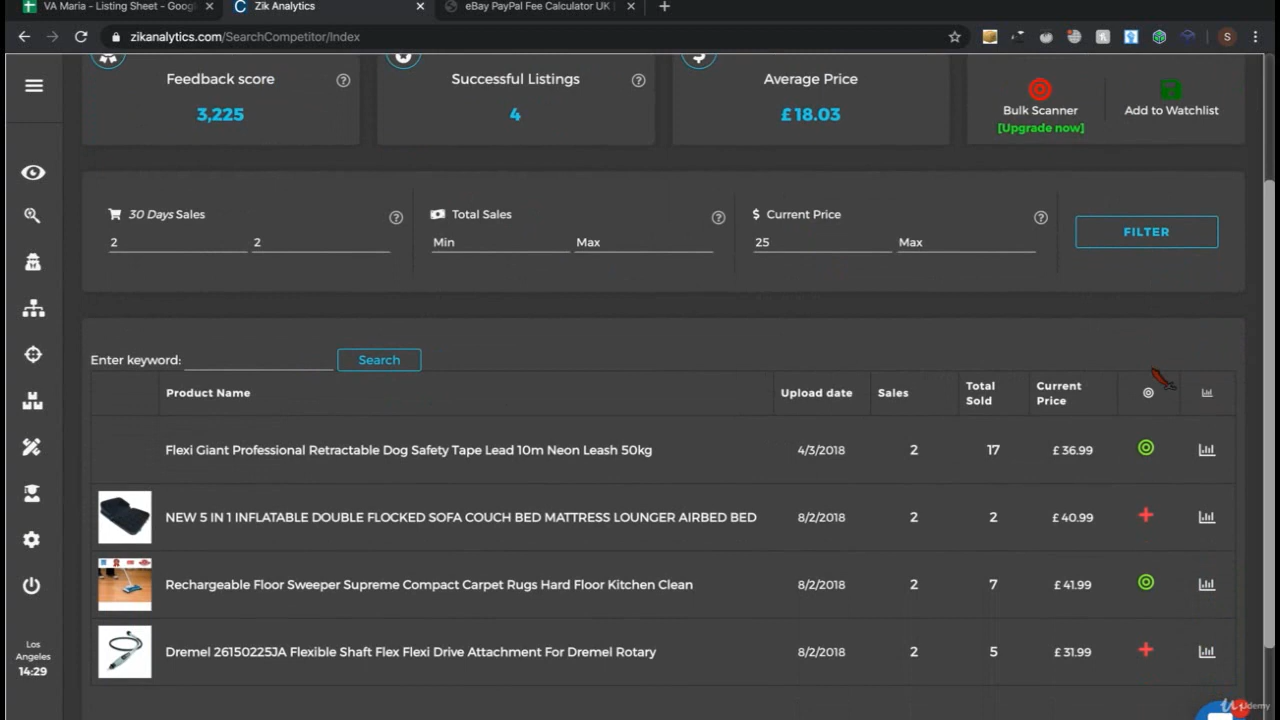 VA Maria - Listing Sheet - Googl
Zik Analytics
eBay PayPal Fee Calculator UK
zikanalytics.com/SearchCompetitor/Index
S
Feedback score
3,225
Successful Listings
4
Average Price
£18.03
Bulk Scanner
[Upgrade now]
Add to Watchlist
30 Days Sales
2 2
Total Sales
Min Max
$ Current Price
25 Max
FILTER
Enter keyword: Search
Product Name Upload date Sales Total Sold Current Price
Flexi Giant Professional Retractable Dog Safety Tape Lead 10m Neon Leash 50kg 4/3/2018 2 17 £36.99
NEW 5 IN 1 INFLATABLE DOUBLE FLOCKED SOFA COUCH BED MATTRESS LOUNGER AIRBED BED 8/2/2018 2 2 £40.99
Rechargeable Floor Sweeper Supreme Compact Carpet Rugs Hard Floor Kitchen Clean 8/2/2018 2 7 £41.99
Dremel 26150225JA Flexible Shaft Flex Flexi Drive Attachment For Dremel Rotary 8/2/2018 2 5 £31.99
Los
Angeles
14:29
Udemy